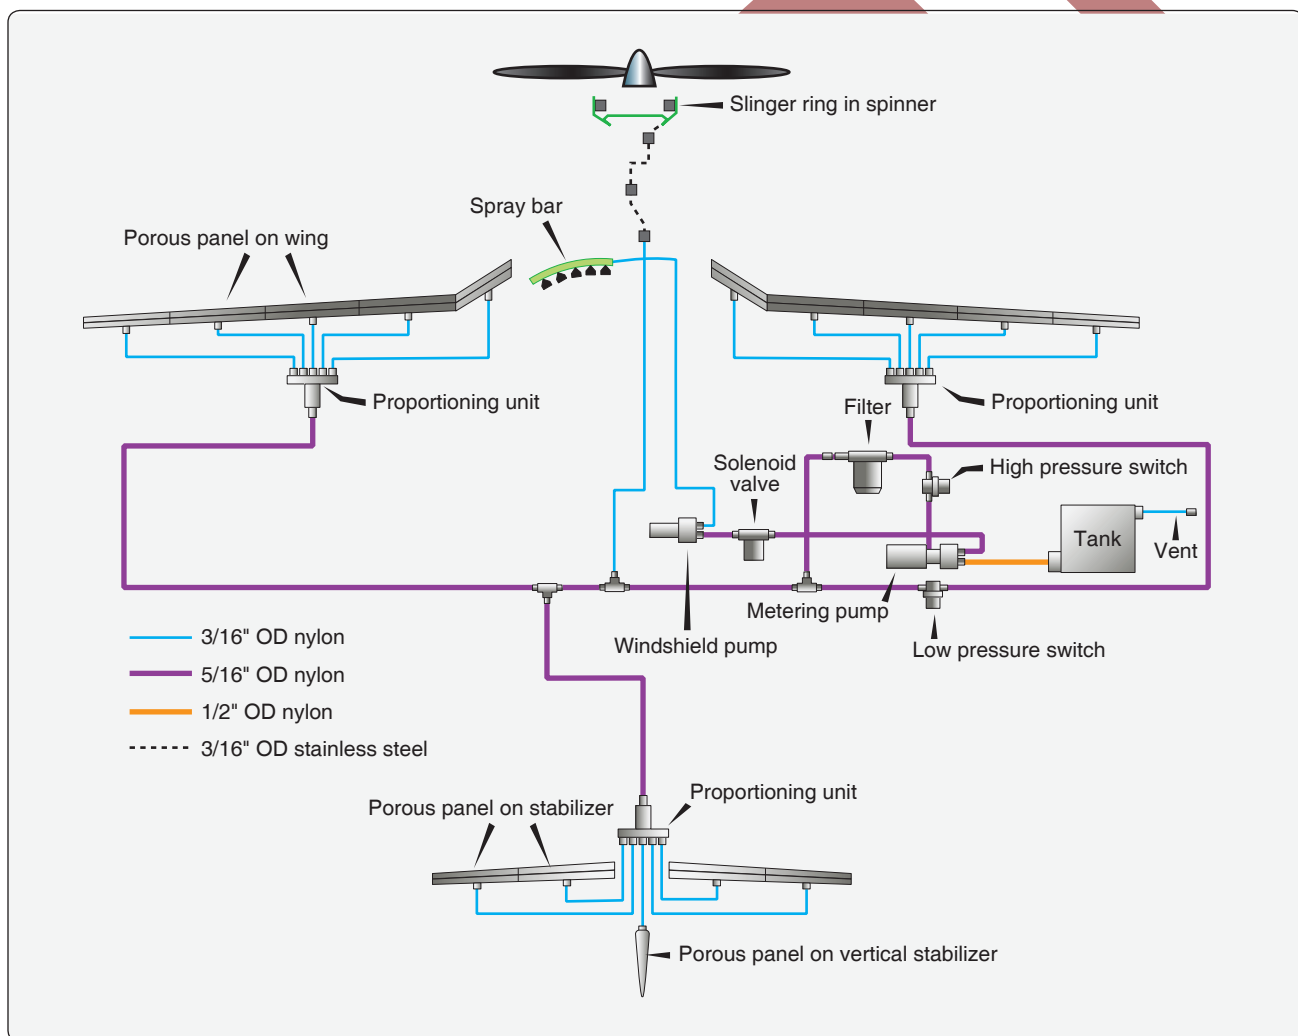 Slinger ring in spinner
Spray bar
Porous panel on wing
Proportioning unit
Filter
Proportioning unit
Solenoid
valve
High pressure switch
Tank
Vent
Metering pump
Windshield pump
Low pressure switch
3/16" OD nylon
5/16" OD nylon
1/2" OD nylon
3/16" OD stainless steel
Proportioning unit
Porous panel on stabilizer
Porous panel on vertical stabilizer